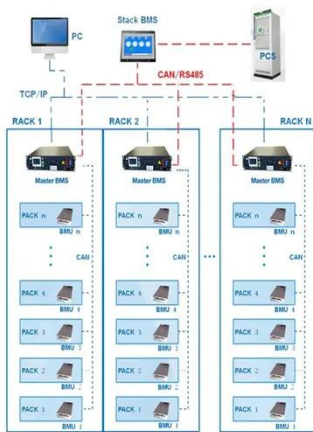 PC
Stack BMS
PCS
CAN/RS485
TCP/IP
RACK 1
RACK 2
RACK N
Master BMS
Master BMS
Master BMS
PACK n
BMU n
PACK n
BMU n
PACK n
BMU n
CAN
CAN
CAN
PACK 4
BMU 4
PACK 4
BMU 4
PACK 4
BMU 4
PACK 3
BMU 3
PACK 3
BMU 3
PACK 3
BMU 3
PACK 2
BMU 2
PACK 2
BMU 2
PACK 2
BMU 2
PACK 1
BMU 1
PACK 1
BMU 1
PACK 1
BMU 1